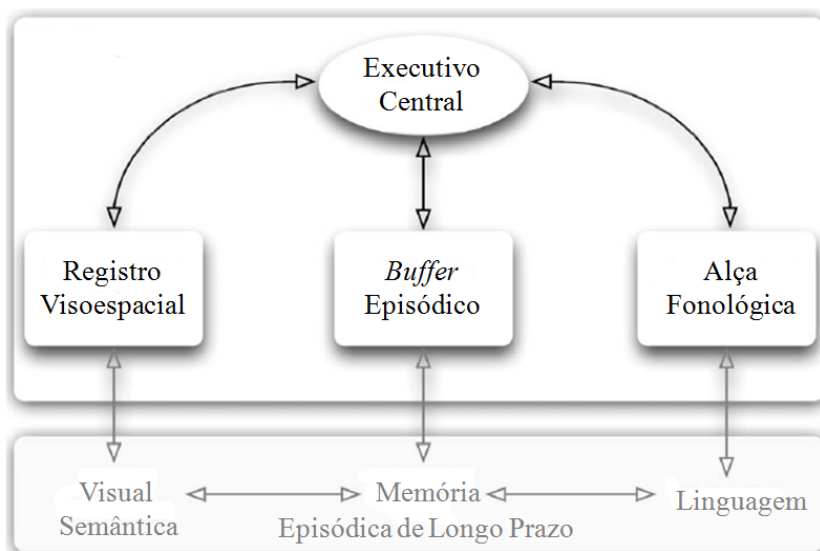 Executivo
Central
Registro
Visoespacial
Buffer
Episódico
Alça
Fonológica
Visual
Semântica
Memória
Episódica de Longo Prazo
Linguagem